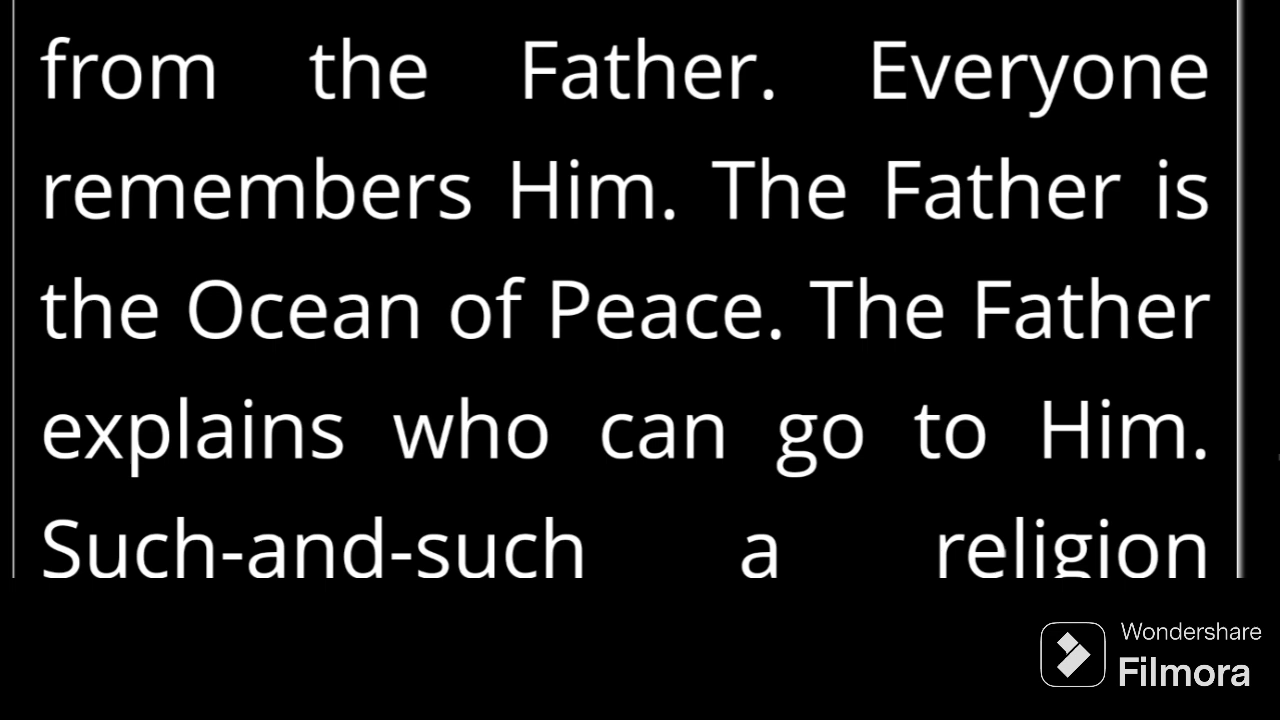 from the Father. Everyone
remembers Him. The Father is
the Ocean of Peace. The Father
explains who can go to Him.
Such-and-such a religion
Wondershare
Filmora